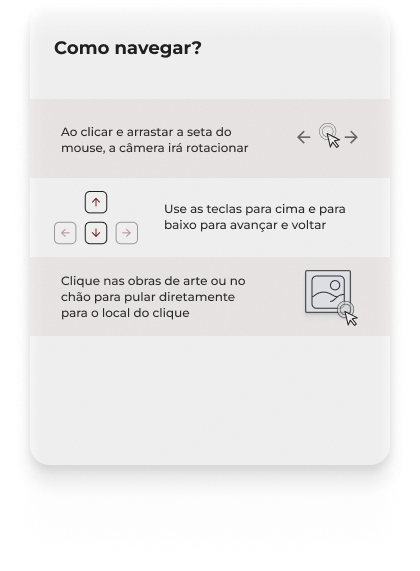 Como navegar?
Ao clicar e arrastar a seta do
mouse, a câmera irá rotacionar
Use as teclas para cima e para
baixo para avançar e voltar
Clique nas obras de arte ou no
chão para pular diretamente
para o local do clique